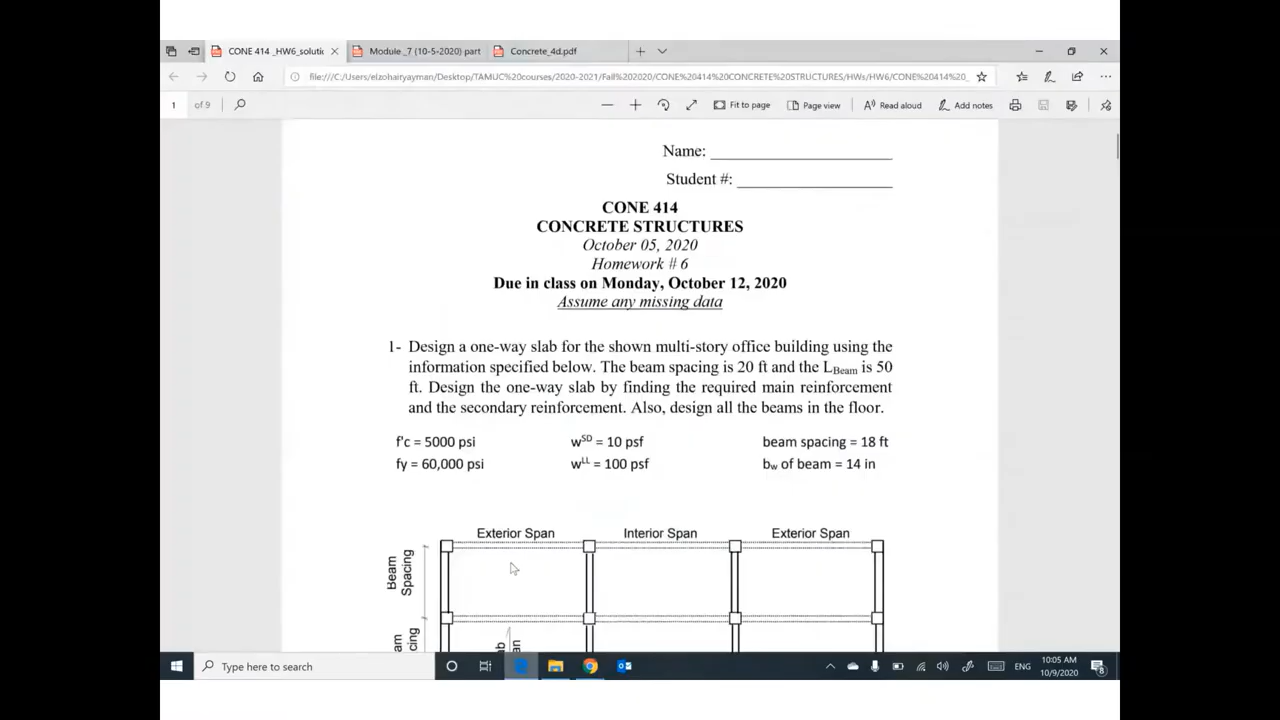 CONE 414 _HW6_solutic
Module _7 (10-5-2020) part
Concrete_4d.pdf
file:///C:/Users/elzohairyayman/Desktop/TAMUC%20courses/2020-2021/Fall%202020/CONE%20414%20CONCRETE%20STRUCTURES/HWs/HW6/CONE%20414%20_
1 of 9
Fit to page
Page view
Read aloud
Add notes
Name:
Student #:
CONE 414
CONCRETE STRUCTURES
October 05, 2020
Homework # 6
Due in class on Monday, October 12, 2020
Assume any missing data
1- Design a one-way slab for the shown multi-story office building using the
information specified below. The beam spacing is 20 ft and the LBeam is 50
ft. Design the one-way slab by finding the required main reinforcement
and the secondary reinforcement. Also, design all the beams in the floor.
f'c = 5000 psi wSD = 10 psf beam spacing = 18 ft
fy = 60,000 psi wLL = 100 psf bw of beam = 14 in
Exterior Span Interior Span Exterior Span
Beam
Spacing
Type here to search
ENG
10:05 AM
10/9/2020